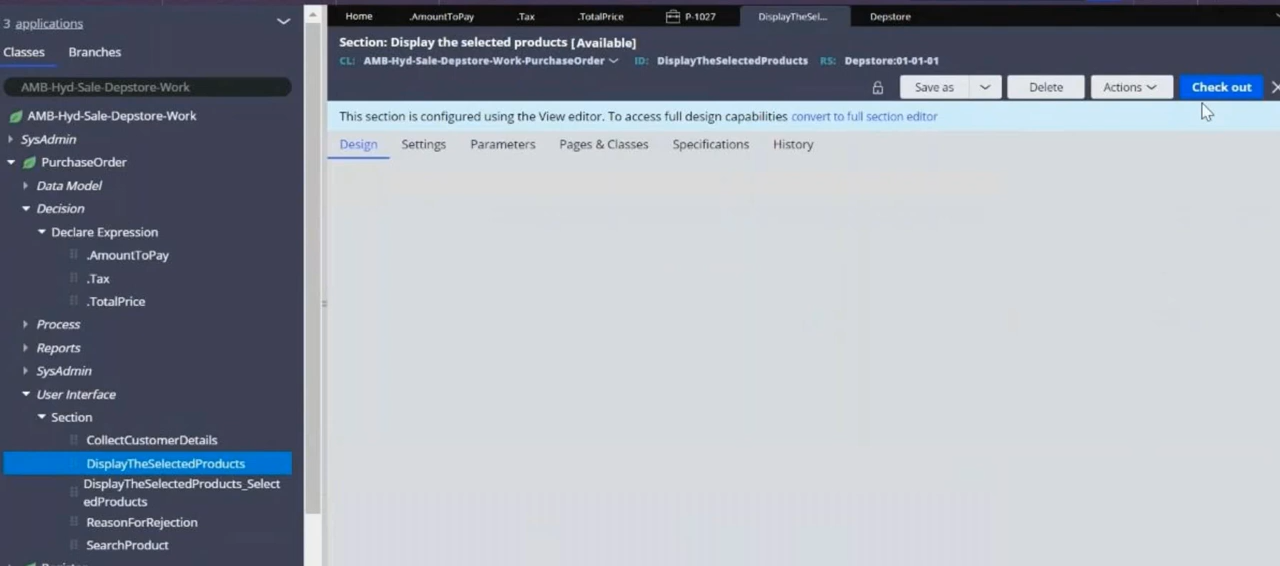 3 applications
Classes Branches
AMB-Hyd-Sale-Depstore-Work
AMB-Hyd-Sale-Depstore-Work
SysAdmin
PurchaseOrder
Data Model
Decision
Declare Expression
.AmountToPay
.Tax
.TotalPrice
Process
Reports
SysAdmin
User Interface
Section
CollectCustomerDetails
DisplayTheSelectedProducts
DisplayTheSelectedProducts_Select
edProducts
ReasonForRejection
SearchProduct
Home .AmountToPay .Tax .TotalPrice P-1027 DisplayTheSel... Depstore
Section: Display the selected products [Available]
CL: AMB-Hyd-Sale-Depstore-Work-PurchaseOrder ID: DisplayTheSelectedProducts RS: Depstore:01-01-01
Save as Delete Actions Check out
This section is configured using the View editor. To access full design capabilities convert to full section editor
Design Settings Parameters Pages & Classes Specifications History